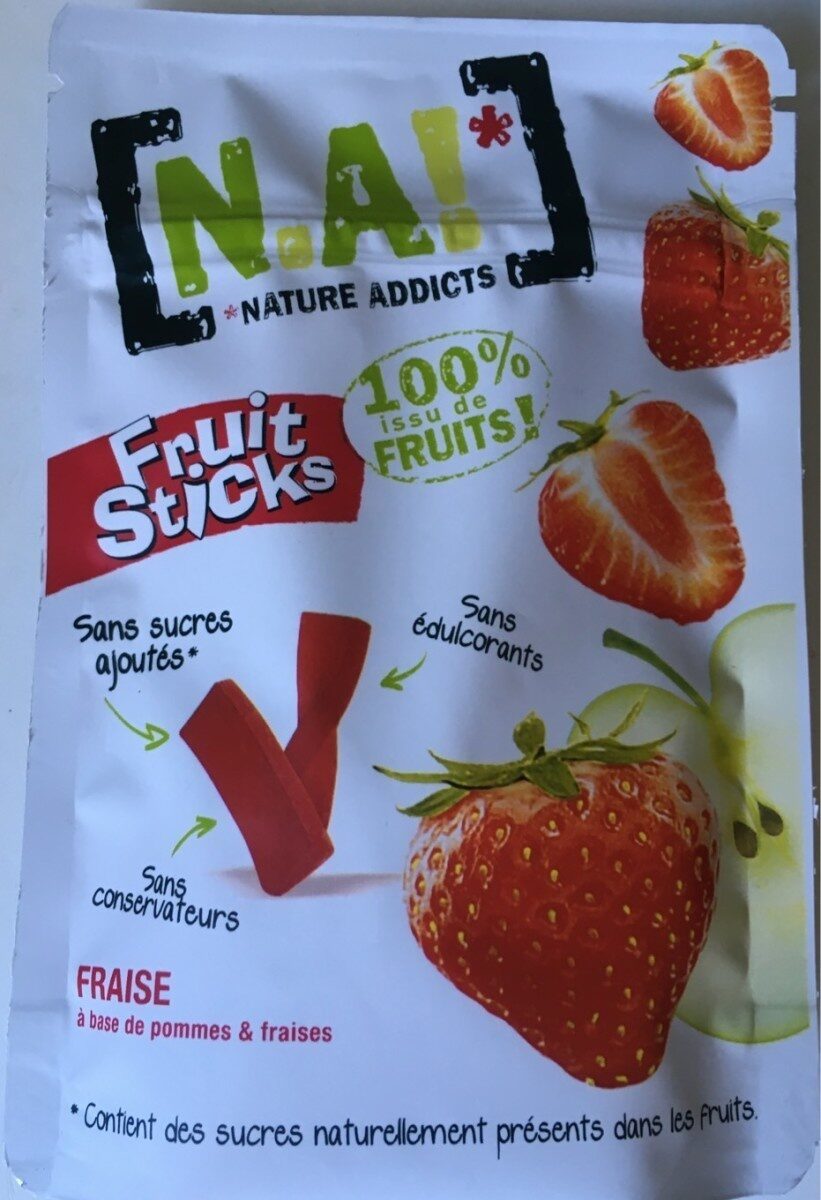 [N.A!*]
*NATURE ADDICTS
100%
issu de
FRUITS!
Fruit
Sticks
Sans sucres
ajoutés*
Sans
édulcorants
Sans
conservateurs
FRAISE
à base de pommes & fraises
* Contient des sucres naturellement présents dans les fruits.